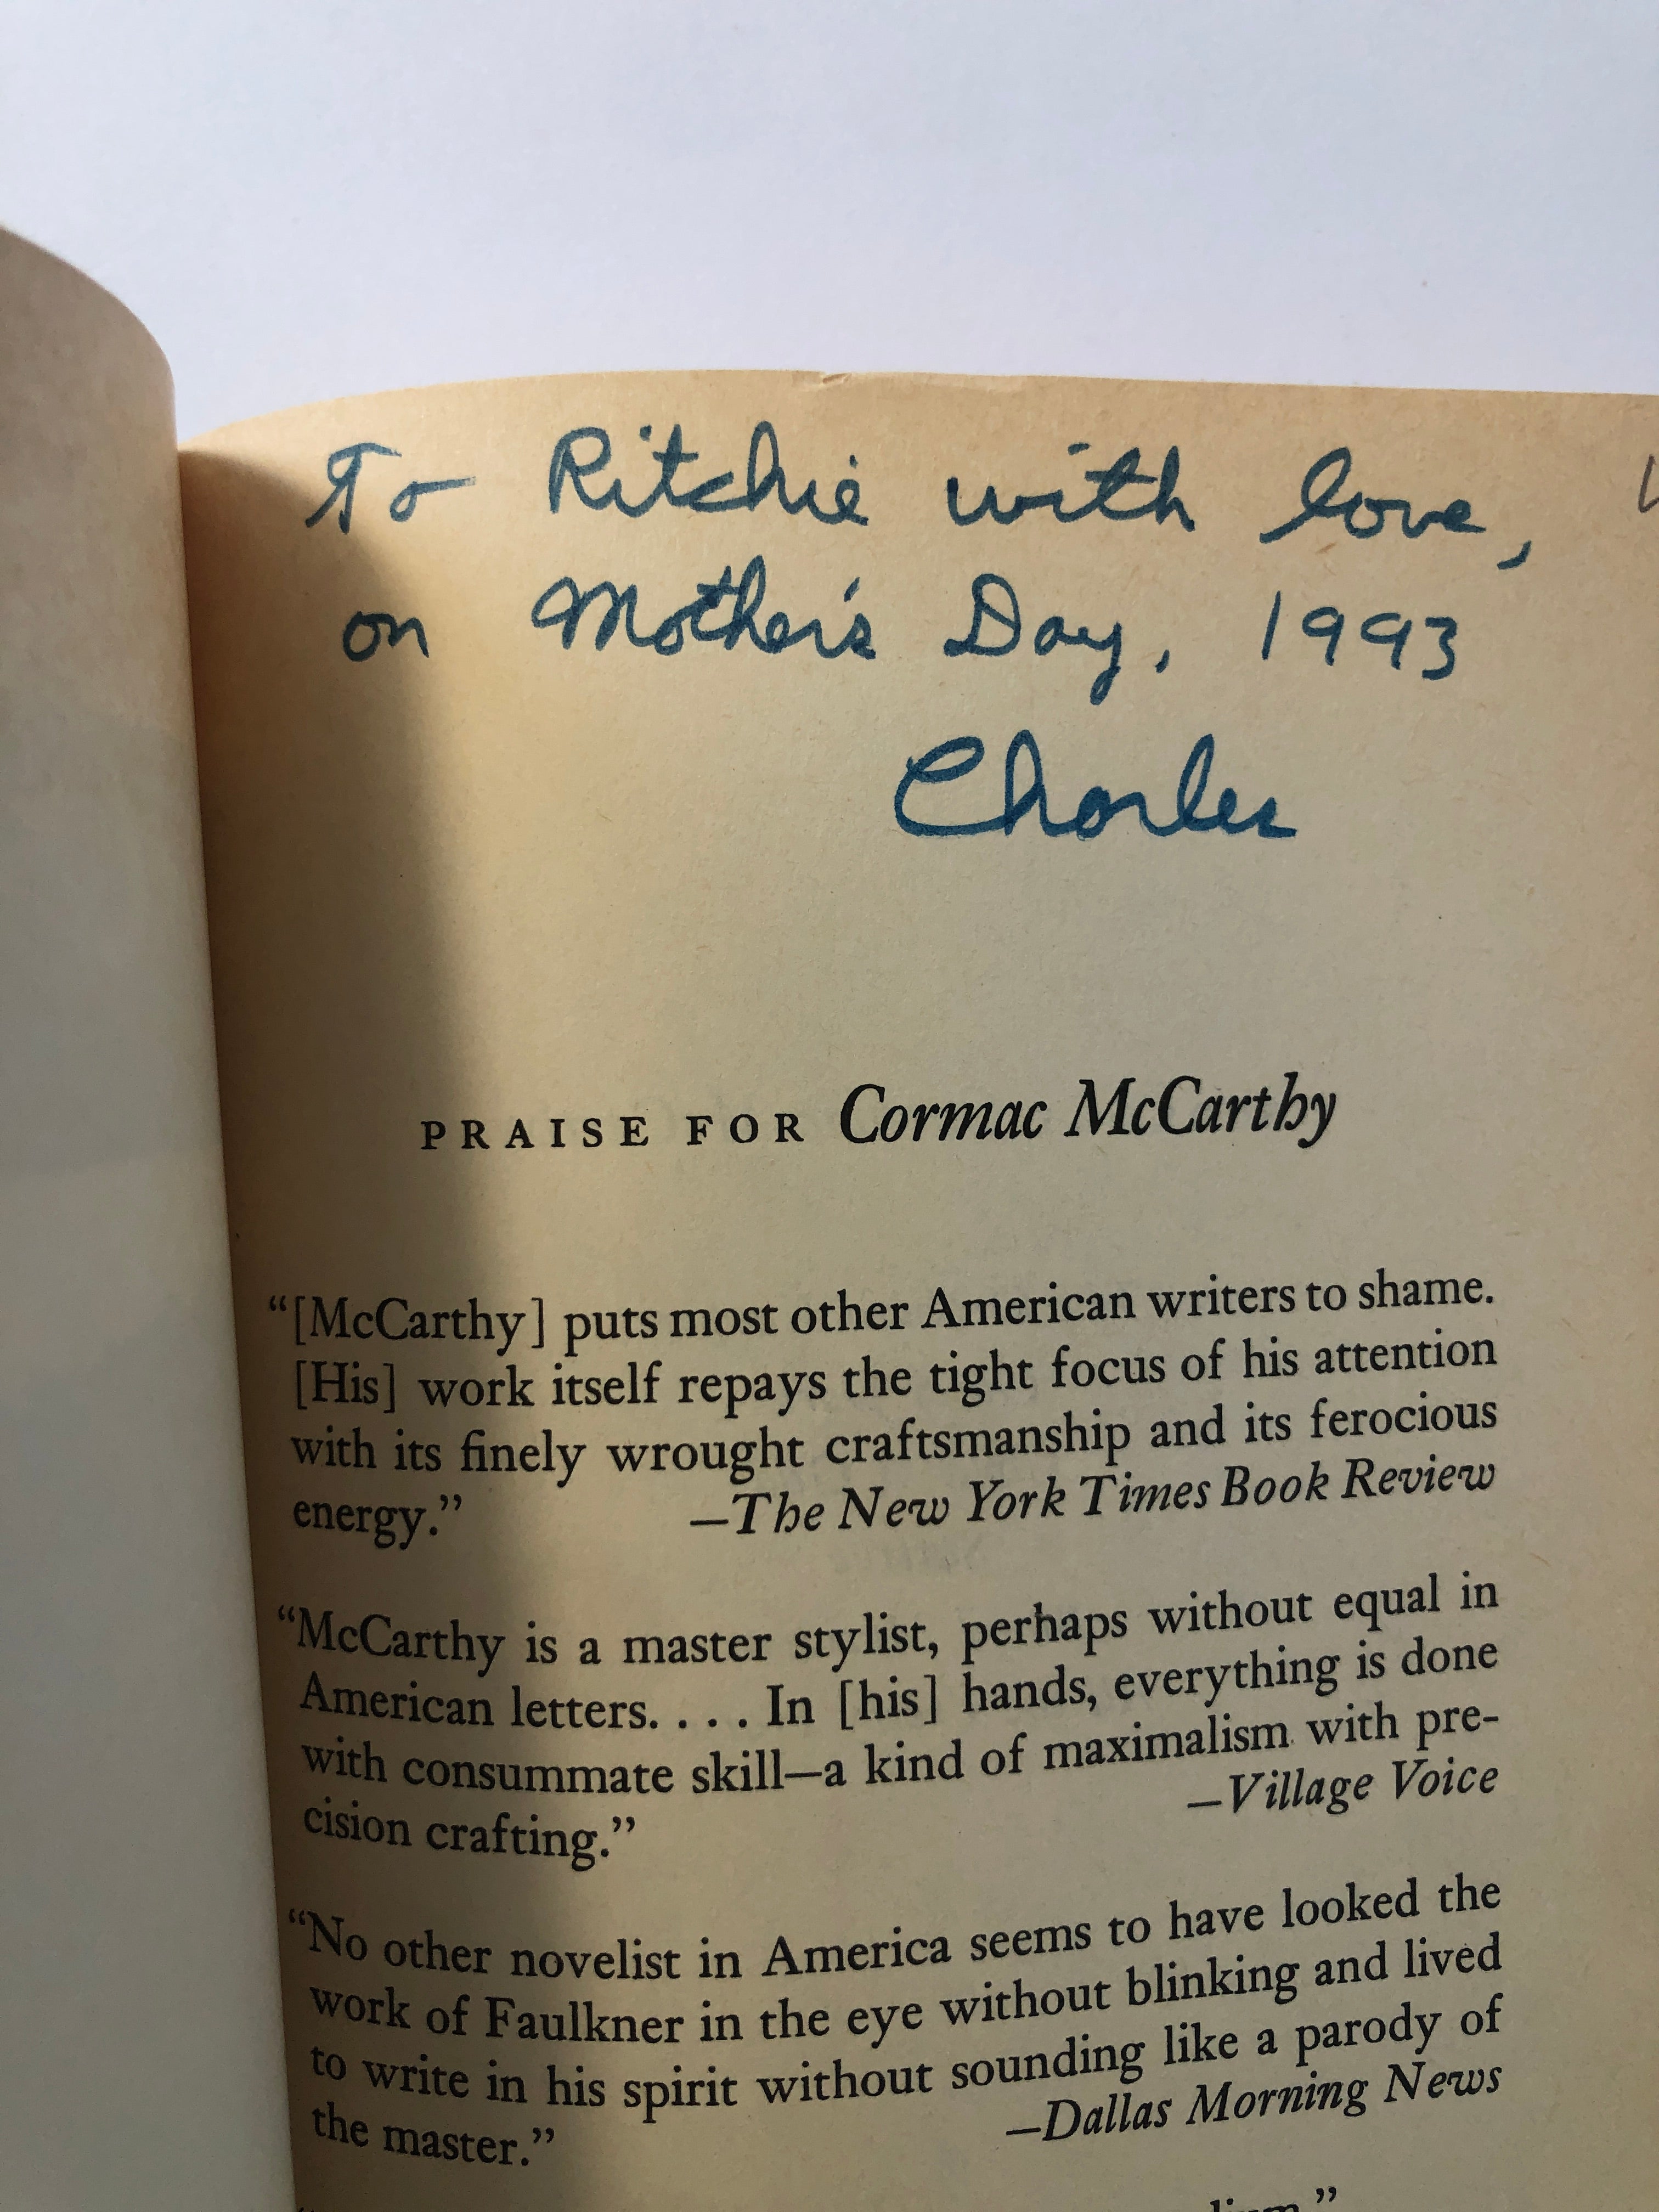 To Ritchie with love,
on Mother's Day, 1993
Charles
PRAISE FOR Cormac McCarthy
“[McCarthy] puts most other American writers to shame.
[His] work itself repays the tight focus of his attention
with its finely wrought craftsmanship and its ferocious
energy.” —The New York Times Book Review
“McCarthy is a master stylist, perhaps without equal in
American letters. . . . In [his] hands, everything is done
with consummate skill—a kind of maximalism with pre-
cision crafting.” —Village Voice
“No other novelist in America seems to have looked the
work of Faulkner in the eye without blinking and lived
to write in his spirit without sounding like a parody of
the master.” —Dallas Morning News